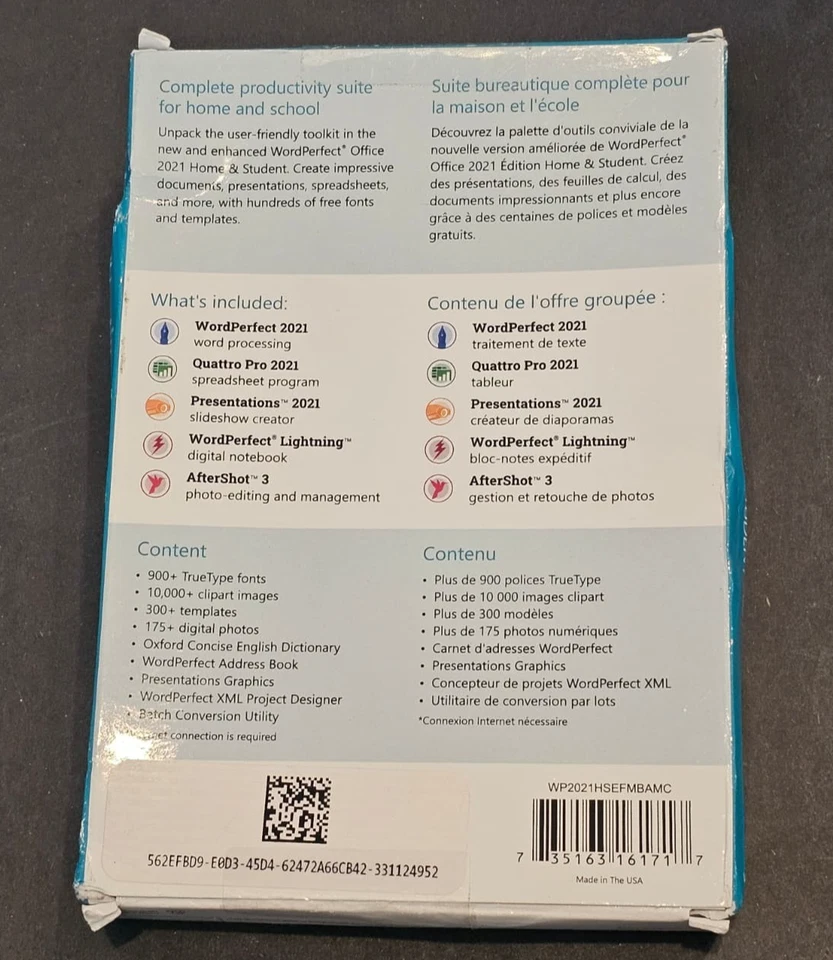 Complete productivity suite
for home and school
Unpack the user-friendly toolkit in the
new and enhanced WordPerfect® Office
2021 Home & Student. Create impressive
documents, presentations, spreadsheets,
and more, with hundreds of free fonts
and templates.
Suite bureautique complète pour
la maison et l'école
Découvrez la palette d'outils conviviale de la
nouvelle version améliorée de WordPerfect®
Office 2021 Édition Home & Student. Créez
des présentations, des feuilles de calcul, des
documents impressionnants et plus encore
grâce à des centaines de polices et modèles
gratuits.
What's included:
WordPerfect 2021
word processing
Quattro Pro 2021
spreadsheet program
Presentations™ 2021
slideshow creator
WordPerfect® Lightning™
digital notebook
AfterShot™ 3
photo-editing and management
Contenu de l'offre groupée :
WordPerfect 2021
traitement de texte
Quattro Pro 2021
tableur
Presentations™ 2021
créateur de diaporamas
WordPerfect® Lightning™
bloc-notes expéditif
AfterShot™ 3
gestion et retouche de photos
Content
• 900+ TrueType fonts
• 10,000+ clipart images
• 300+ templates
• 175+ digital photos
• Oxford Concise English Dictionary
• WordPerfect Address Book
• Presentations Graphics
• WordPerfect XML Project Designer
• Batch Conversion Utility
connection is required
Contenu
• Plus de 900 polices TrueType
• Plus de 10 000 images clipart
• Plus de 300 modèles
• Plus de 175 photos numériques
• Carnet d'adresses WordPerfect
• Presentations Graphics
• Concepteur de projets WordPerfect XML
• Utilitaire de conversion par lots
*Connexion Internet nécessaire
562EFBD9-E0D3-45D4-62472A66CB42-331124952
WP2021HSEFMBAMC
7 35163 16171 7
Made in The USA